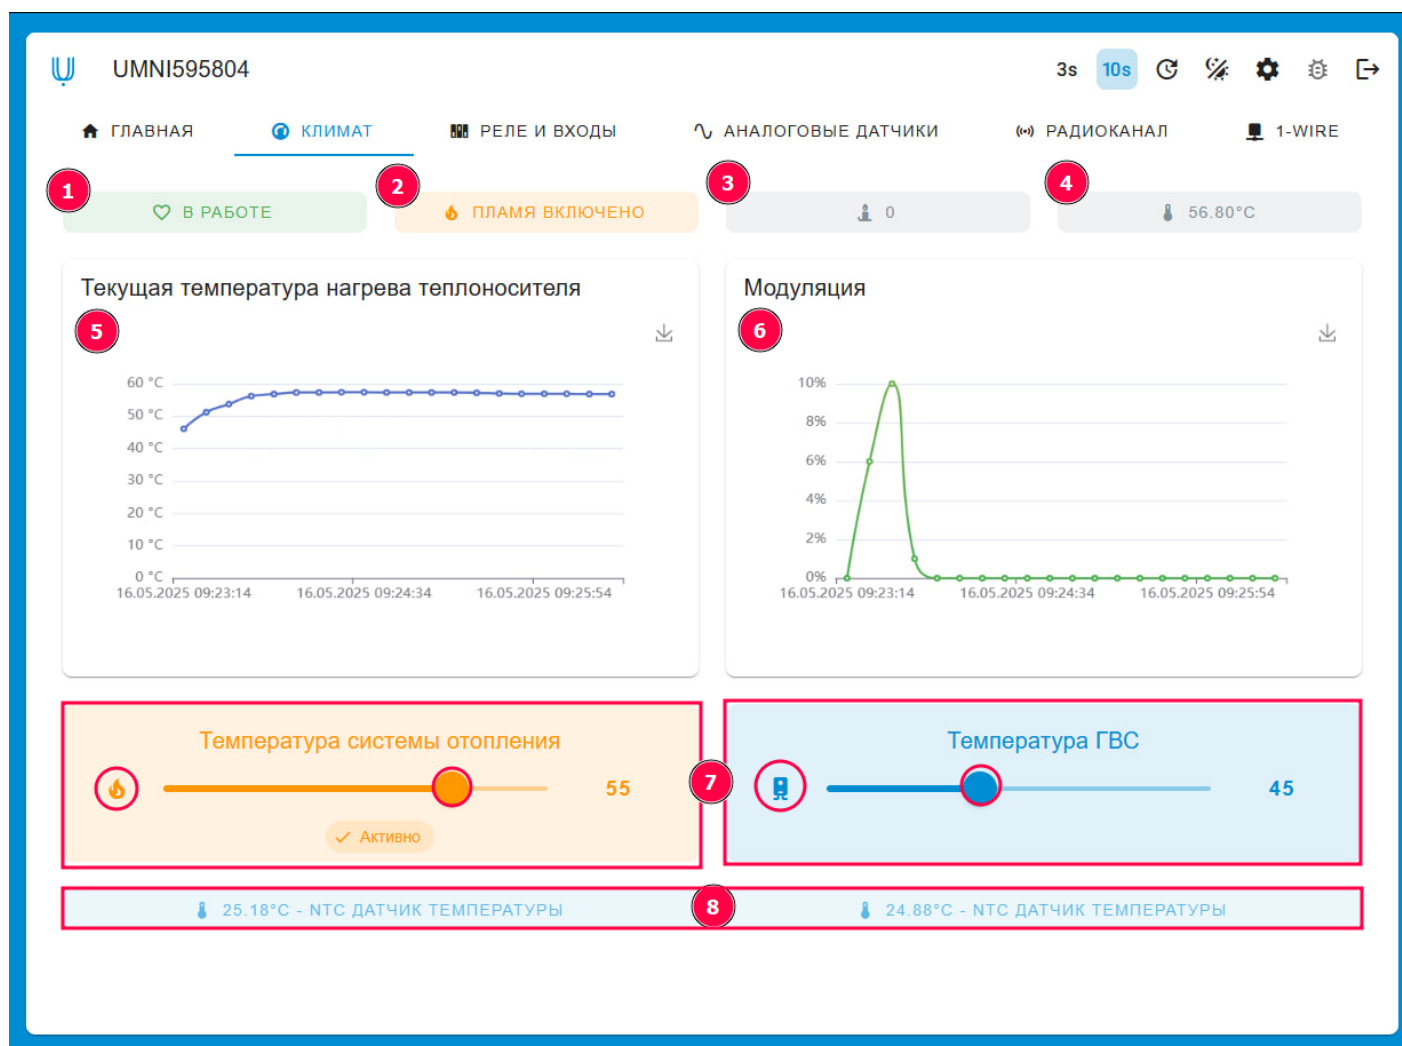 UMNI595804
3s 10s
ГЛАВНАЯ КЛИМАТ РЕЛЕ И ВХОДЫ АНАЛОГОВЫЕ ДАТЧИКИ РАДИОКАНАЛ 1-WIRE
1 2 3 4
В РАБОТЕ ПЛАМЯ ВКЛЮЧЕНО 0 56.80°C
Текущая температура нагрева теплоносителя
5
60 °C
50 °C
40 °C
30 °C
20 °C
10 °C
0 °C
16.05.2025 09:23:14 16.05.2025 09:24:34 16.05.2025 09:25:54
Модуляция
6
10%
8%
6%
4%
2%
0%
16.05.2025 09:23:14 16.05.2025 09:24:34 16.05.2025 09:25:54
Температура системы отопления
55
Активно
7
Температура ГВС
45
25.18°C - NTC ДАТЧИК ТЕМПЕРАТУРЫ
8
24.88°C - NTC ДАТЧИК ТЕМПЕРАТУРЫ